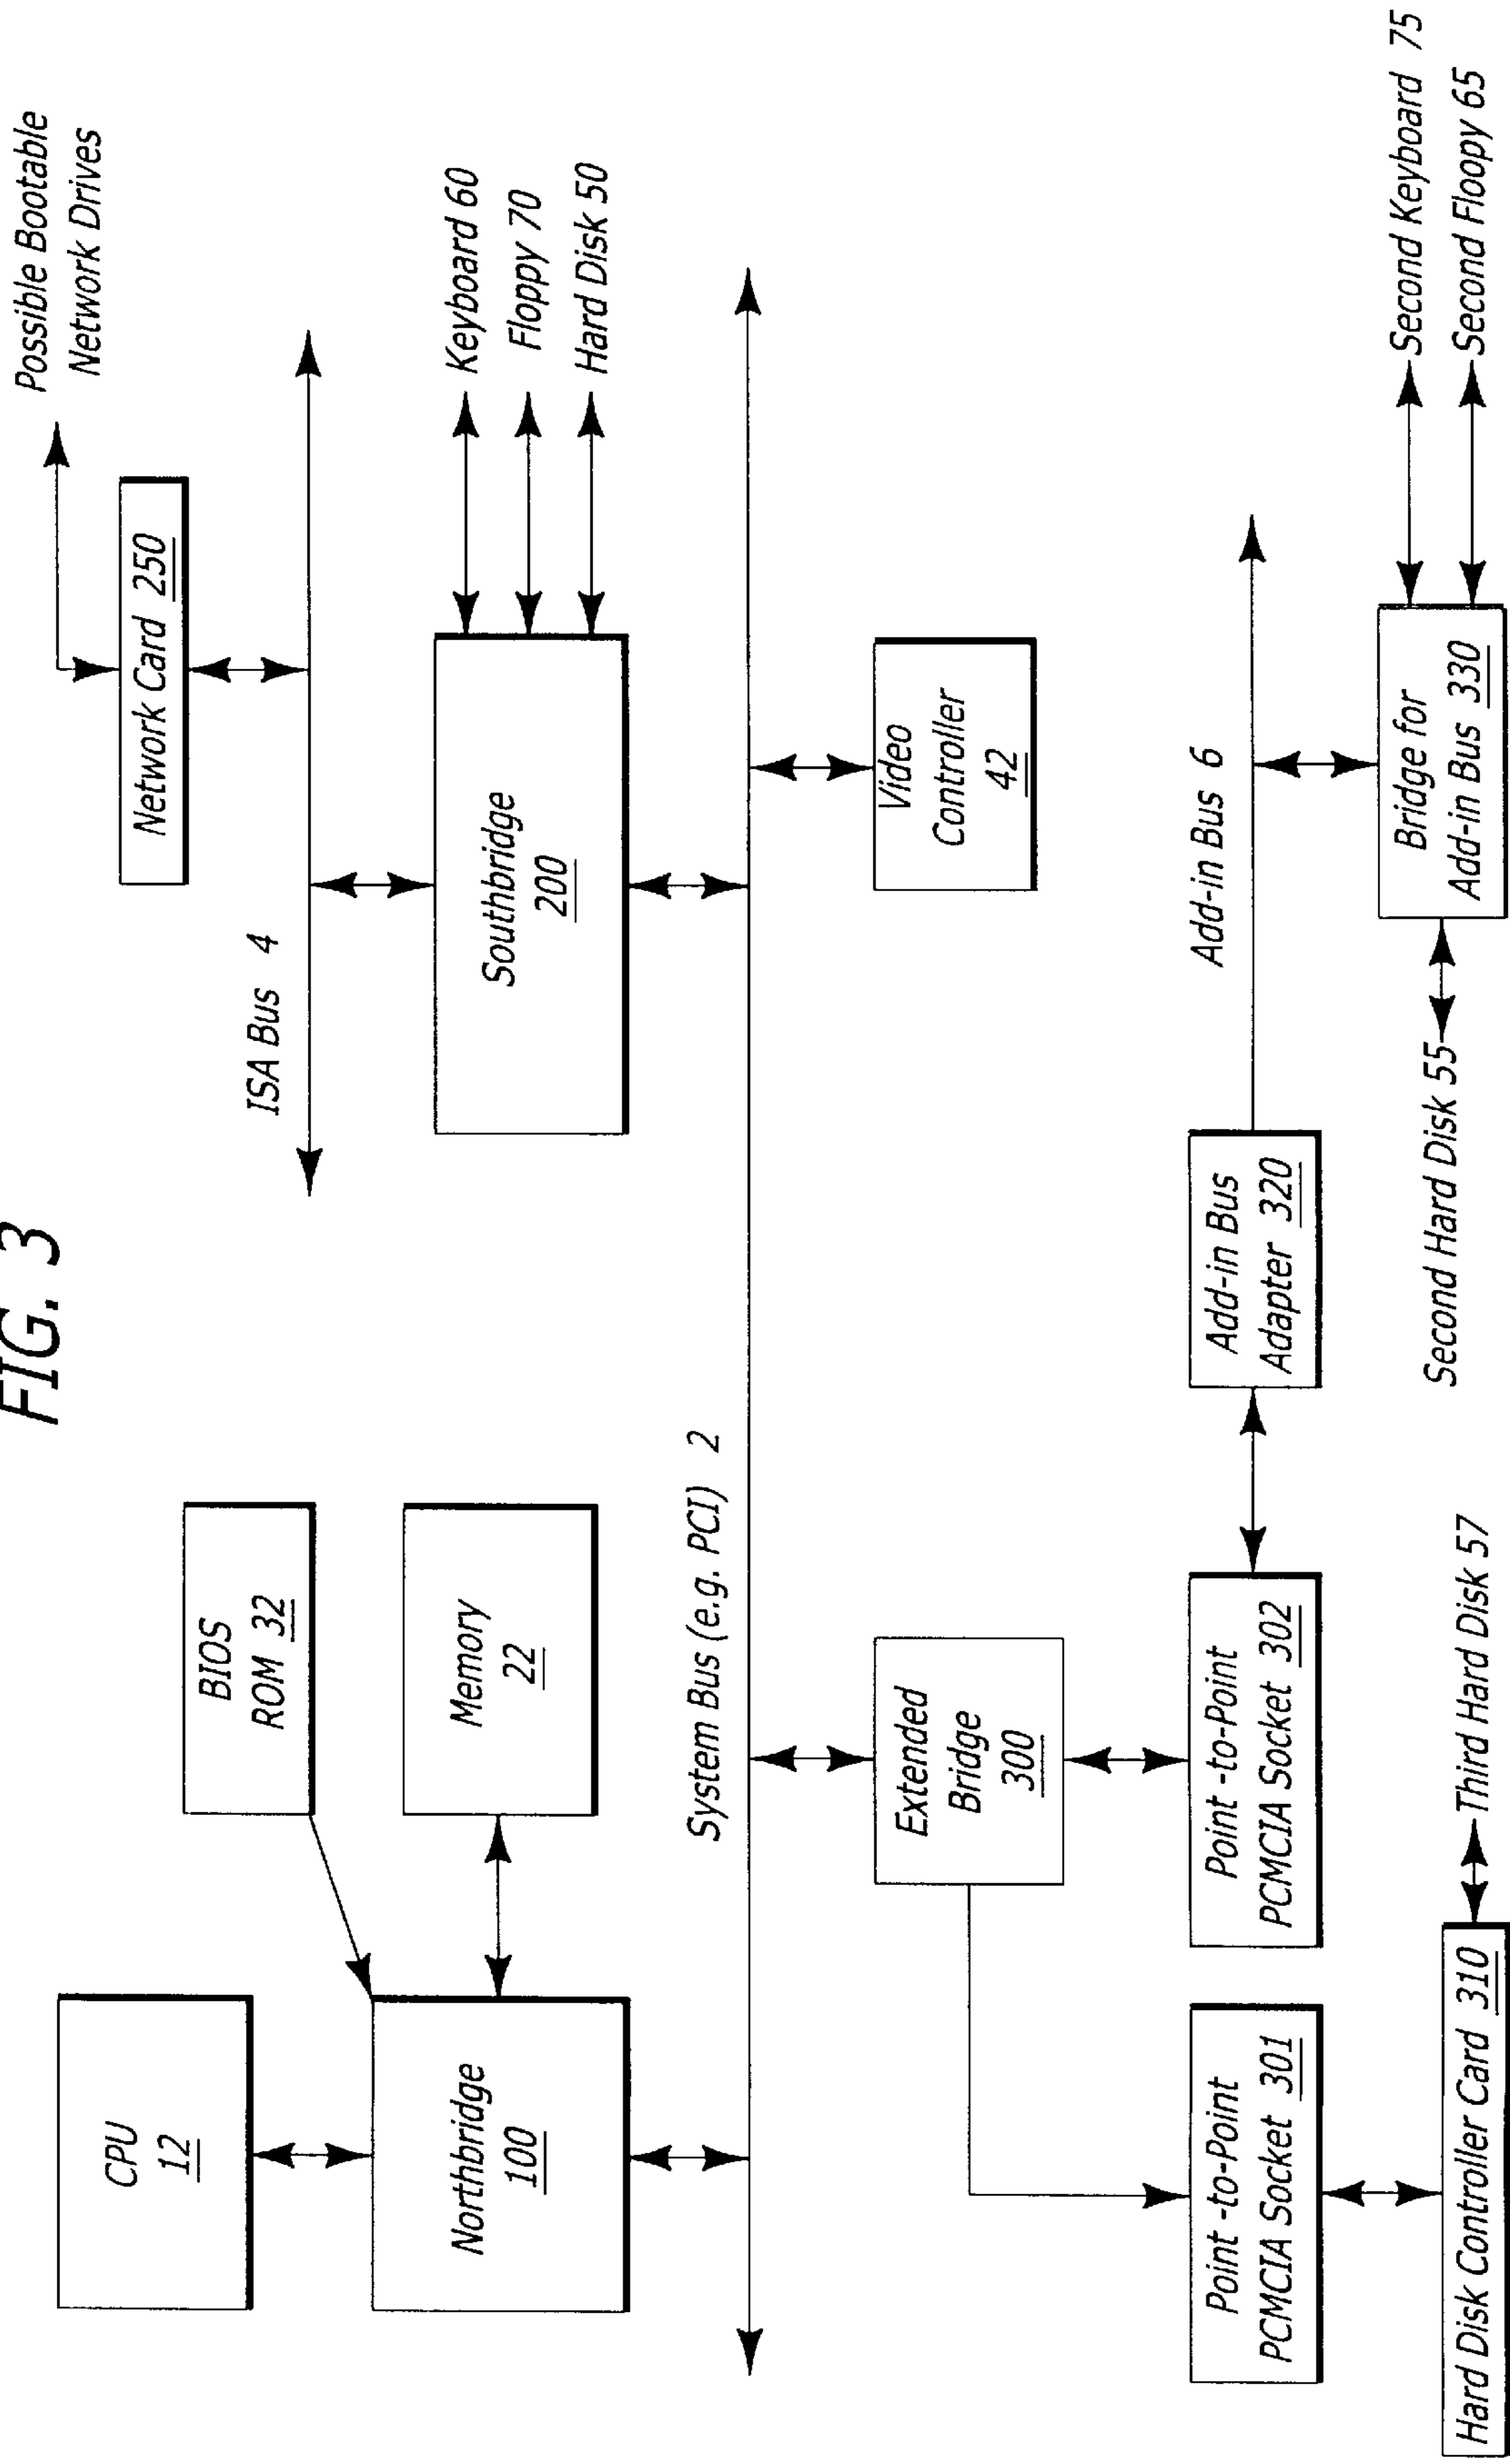 FIG. 3
CPU
12
BIOS
ROM 32
Northbridge
100
Memory
22
Possible Bootable
Network Drives
Network Card 250
ISA Bus 4
Southbridge
200
Keyboard 60
Floppy 70
Hard Disk 50
System Bus (e.g. PCI) 2
Extended
Bridge
300
Video
Controller
42
Point -to-Point
PCMCIA Socket 301
Point -to-Point
PCMCIA Socket 302
Add-in Bus
Adapter 320
Add-in Bus 6
Hard Disk Controller Card 310
Third Hard Disk 57
Second Hard Disk 55
Bridge for
Add-in Bus 330
Second Keyboard 75
Second Floopy 65